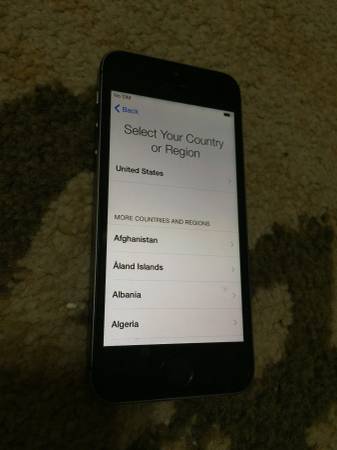 No SIM
Back
Select Your Country
or Region
United States
MORE COUNTRIES AND REGIONS
Afghanistan
Åland Islands
Albania
Algeria